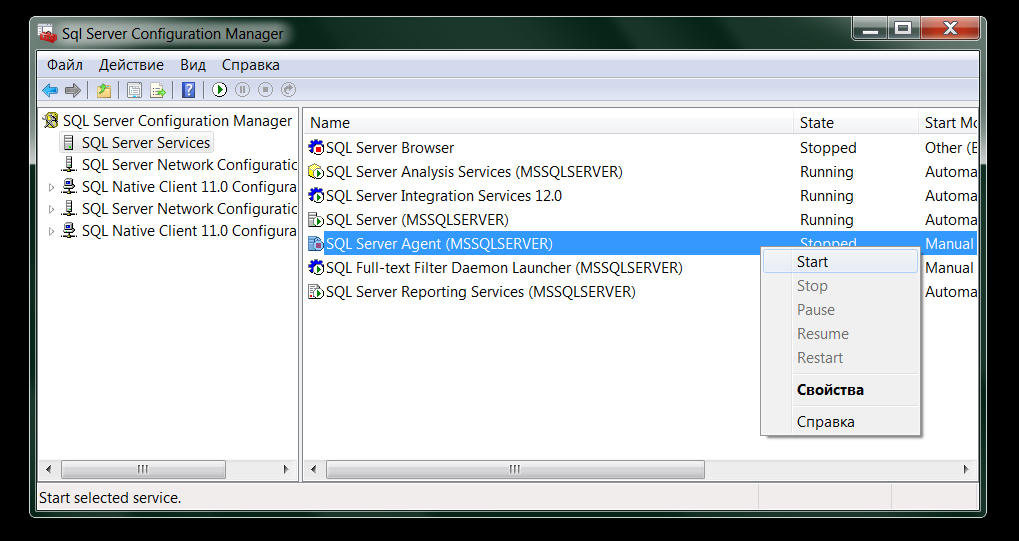 Sql Server Configuration Manager
Файл Действие Вид Справка
SQL Server Configuration Manager
SQL Server Services
SQL Server Network Configuratic
SQL Native Client 11.0 Configura
SQL Server Network Configuratic
SQL Native Client 11.0 Configura
Name State Start Mo
SQL Server Browser Stopped Other (B
SQL Server Analysis Services (MSSQLSERVER) Running Automa
SQL Server Integration Services 12.0 Running Automa
SQL Server (MSSQLSERVER) Running Automa
SQL Server Agent (MSSQLSERVER) Stopped Manual
SQL Full-text Filter Daemon Launcher (MSSQLSERVER) Manual
SQL Server Reporting Services (MSSQLSERVER) Automa
Start
Stop
Pause
Resume
Restart
Свойства
Справка
Start selected service.